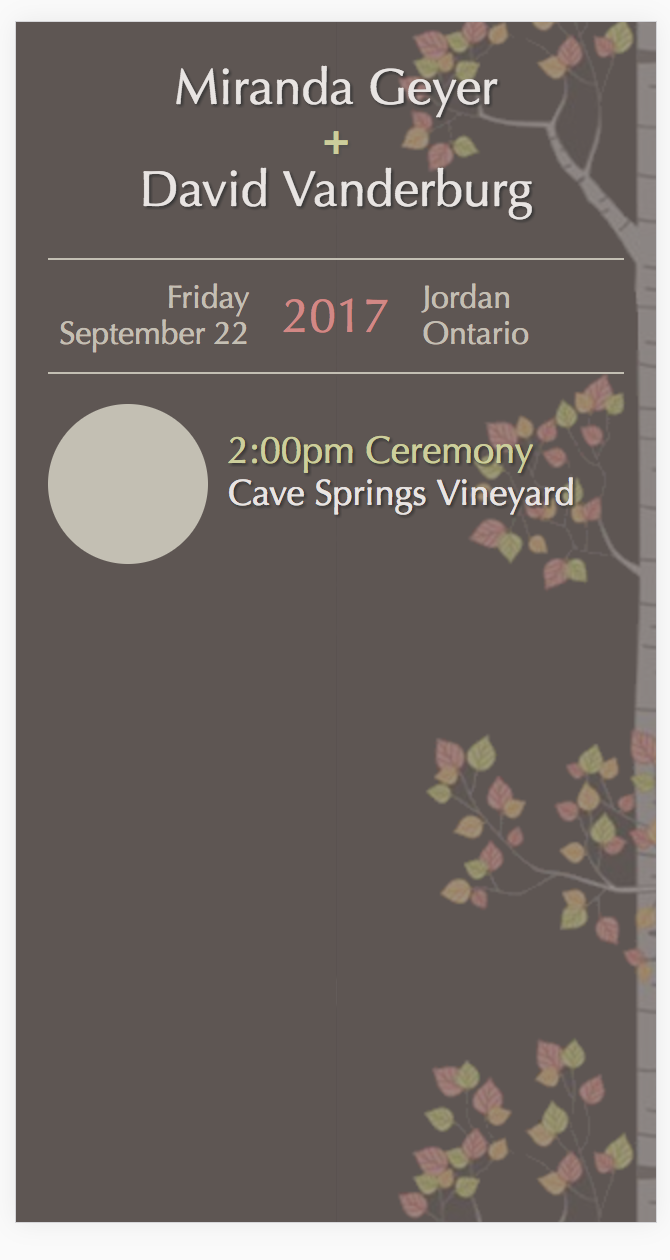 Miranda Geyer
+
David Vanderburg
Friday
September 22
2017
Jordan
Ontario
2:00pm Ceremony
Cave Springs Vineyard